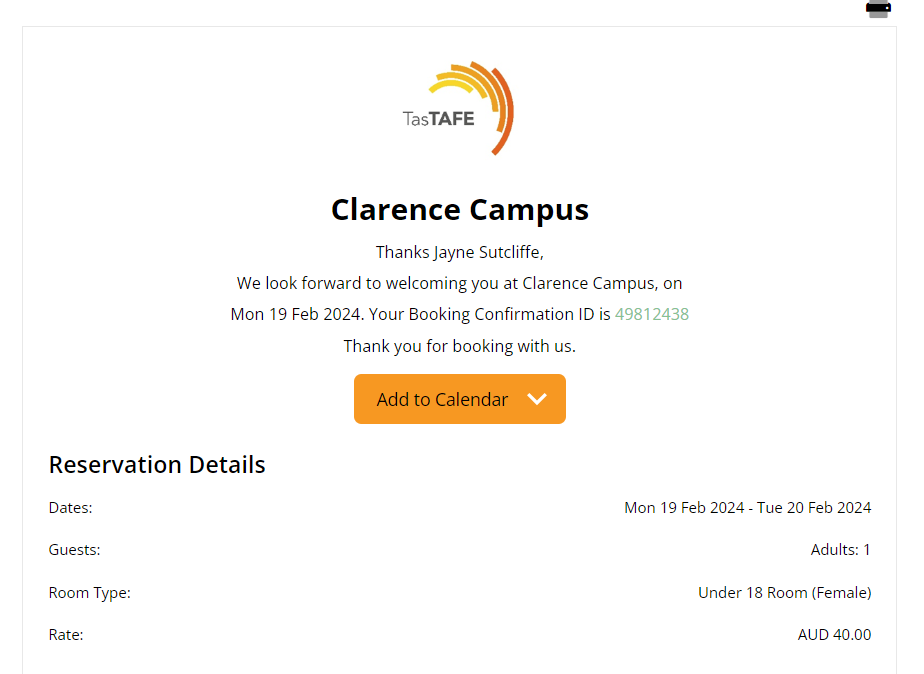 TasTAFE
Clarence Campus
Thanks Jayne Sutcliffe,
We look forward to welcoming you at Clarence Campus, on
Mon 19 Feb 2024. Your Booking Confirmation ID is 49812438
Thank you for booking with us.
Add to Calendar
Reservation Details
Dates: Mon 19 Feb 2024 - Tue 20 Feb 2024
Guests: Adults: 1
Room Type: Under 18 Room (Female)
Rate: AUD 40.00